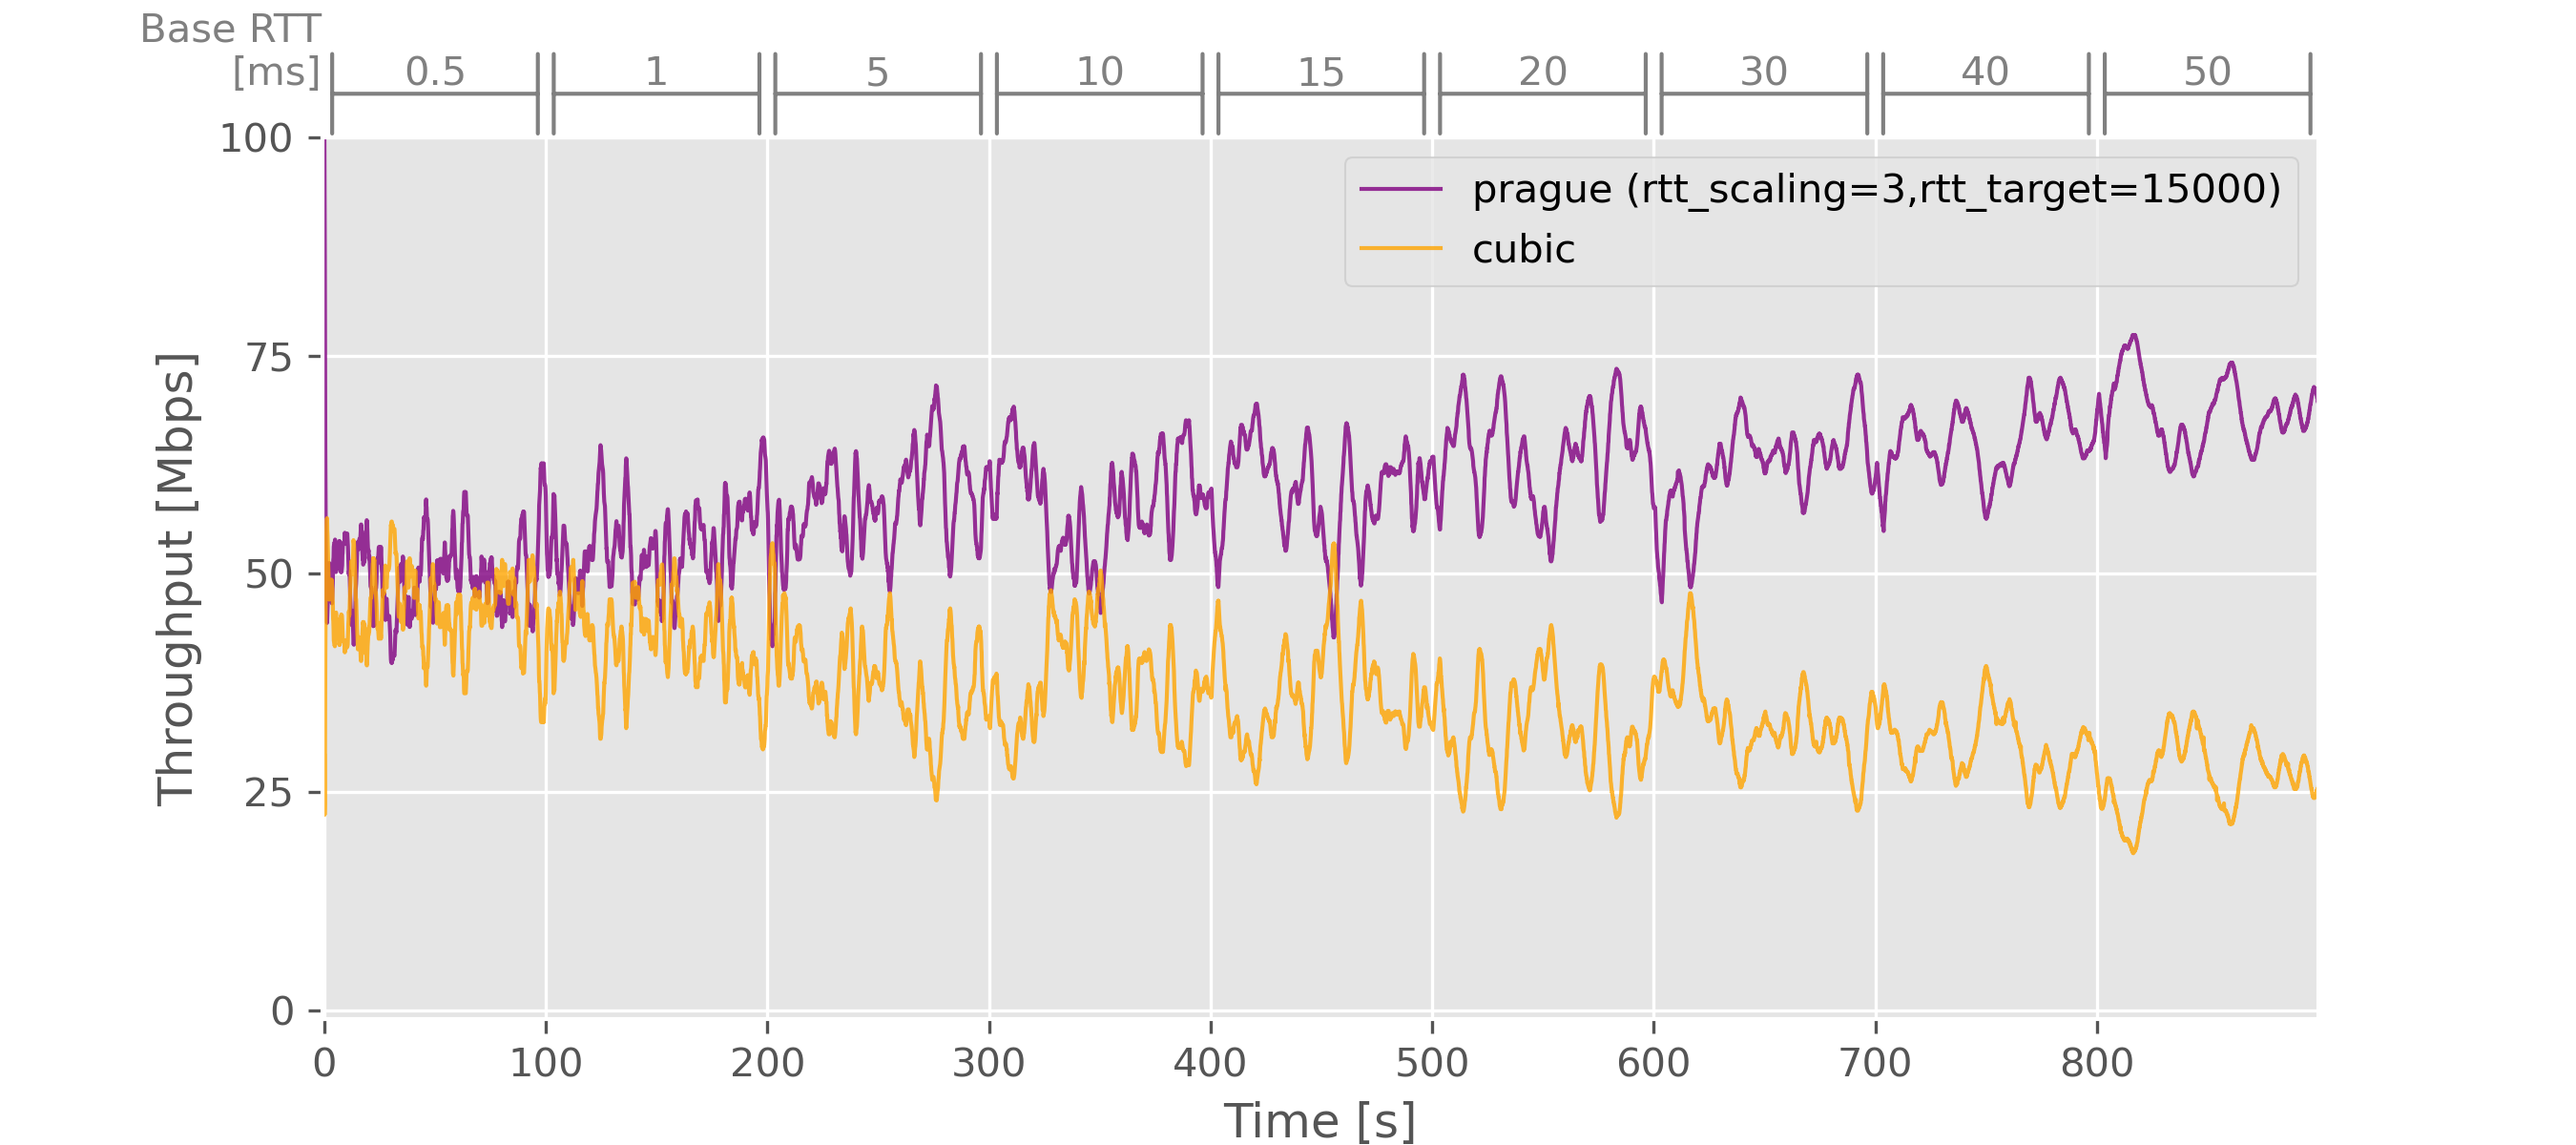 Base RTT
[ms]
0.5 1 5 10 15 20 30 40 50
100
75
50
25
0
Throughput [Mbps]
prague (rtt_scaling=3,rtt_target=15000)
cubic
0 100 200 300 400 500 600 700 800
Time [s]